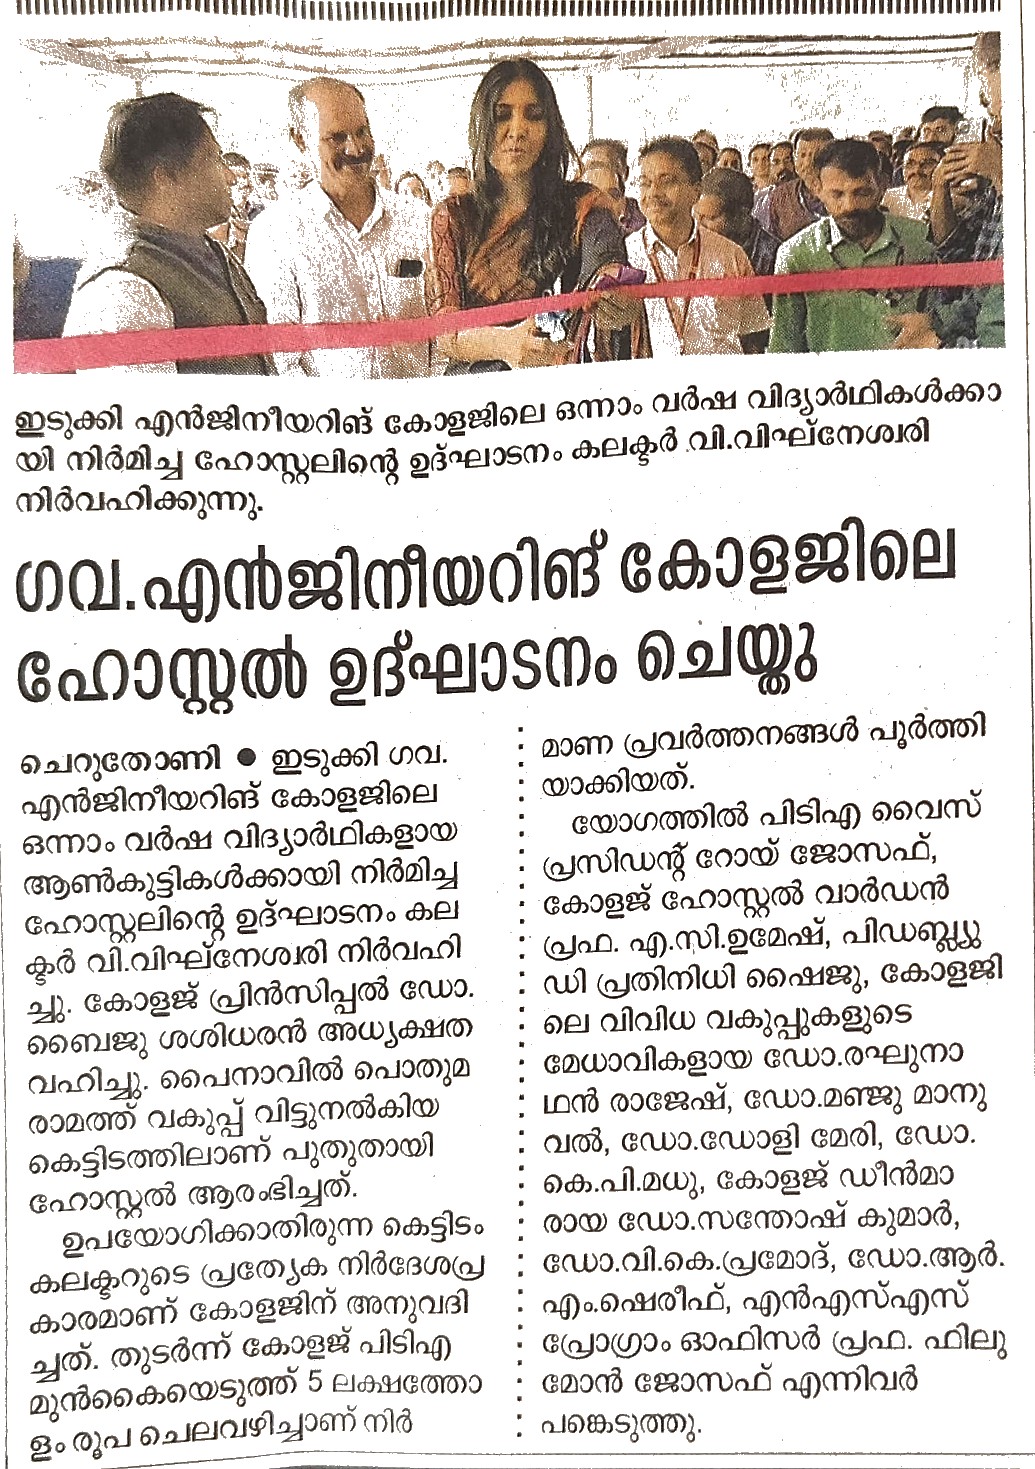 ഇടുക്കി എൻജിനീയറിങ് കോളജിലെ ഒന്നാം വർഷ വിദ്യാർഥികൾക്കാ
യി നിർമിച്ച ഹോസ്റ്റലിന്റെ ഉദ്ഘാടനം കലക്ടർ വി.വിഘ്നേശ്വരി
നിർവഹിക്കുന്നു.
ഗവ.എൻജിനീയറിങ് കോളജിലെ
ഹോസ്റ്റൽ ഉദ്ഘാടനം ചെയ്തു
ചെറുതോണി ● ഇടുക്കി ഗവ.
എൻജിനീയറിങ് കോളജിലെ
ഒന്നാം വർഷ വിദ്യാർഥികളായ
ആൺകുട്ടികൾക്കായി നിർമിച്ച
ഹോസ്റ്റലിന്റെ ഉദ്ഘാടനം കല
ക്ടർ വി.വിഘ്നേശ്വരി നിർവഹി
ച്ചു. കോളജ് പ്രിൻസിപ്പൽ ഡോ.
ബൈജു ശശിധരൻ അധ്യക്ഷത
വഹിച്ചു. പൈനാവിൽ പൊതുമ
രാമത്ത് വകുപ്പ് വിട്ടുനൽകിയ
കെട്ടിടത്തിലാണ് പുതുതായി
ഹോസ്റ്റൽ ആരംഭിച്ചത്.
ഉപയോഗിക്കാതിരുന്ന കെട്ടിടം
കലക്ടറുടെ പ്രത്യേക നിർദേശപ്ര
കാരമാണ് കോളജിന് അനുവദി
ച്ചത്. തുടർന്ന് കോളജ് പിടിഎ
മുൻകൈയെടുത്ത് 5 ലക്ഷത്തോ
ളം രൂപ ചെലവഴിച്ചാണ് നിർ
മാണ പ്രവർത്തനങ്ങൾ പൂർത്തി
യാക്കിയത്.
യോഗത്തിൽ പിടിഎ വൈസ്
പ്രസിഡന്റ് റോയ് ജോസഫ്,
കോളജ് ഹോസ്റ്റൽ വാർഡൻ
പ്രഫ. എ.സി.ഉമേഷ്, പിഡബ്ല്യു
ഡി പ്രതിനിധി ഷൈജു, കോളജി
ലെ വിവിധ വകുപ്പുകളുടെ
മേധാവികളായ ഡോ.രഘുനാ
ഥൻ രാജേഷ്, ഡോ.മഞ്ജു മാനു
വൽ, ഡോ.ഡോളി മേരി, ഡോ.
കെ.പി.മധു, കോളജ് ഡീൻമാ
രായ ഡോ.സന്തോഷ് കുമാർ,
ഡോ.വി.കെ.പ്രമോദ്, ഡോ.ആർ.
എം.ഷെരീഫ്, എൻഎസ്എസ്
പ്രോഗ്രാം ഓഫിസർ പ്രഫ. ഫിലു
മോൻ ജോസഫ് എന്നിവർ
പങ്കെടുത്തു.